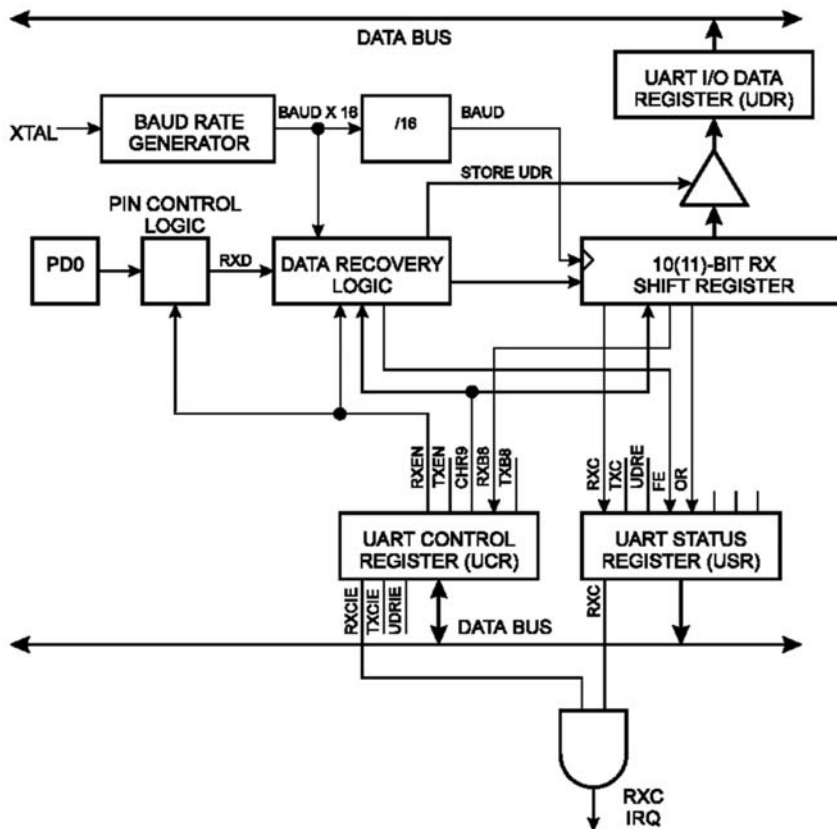 DATA BUS
UART I/O DATA
REGISTER (UDR)
XTAL
BAUD RATE
GENERATOR
BAUD X 16
/16
BAUD
STORE UDR
PIN CONTROL
LOGIC
PD0
RXD
DATA RECOVERY
LOGIC
10(11)-BIT RX
SHIFT REGISTER
RXEN
TXEN
CHR9
RXB8
TXB8
RXC
TXC
UDRE
FE
OR
UART CONTROL
REGISTER (UCR)
UART STATUS
REGISTER (USR)
RXCIE
TXCIE
UDRIE
RXC
DATA BUS
RXC
IRQ